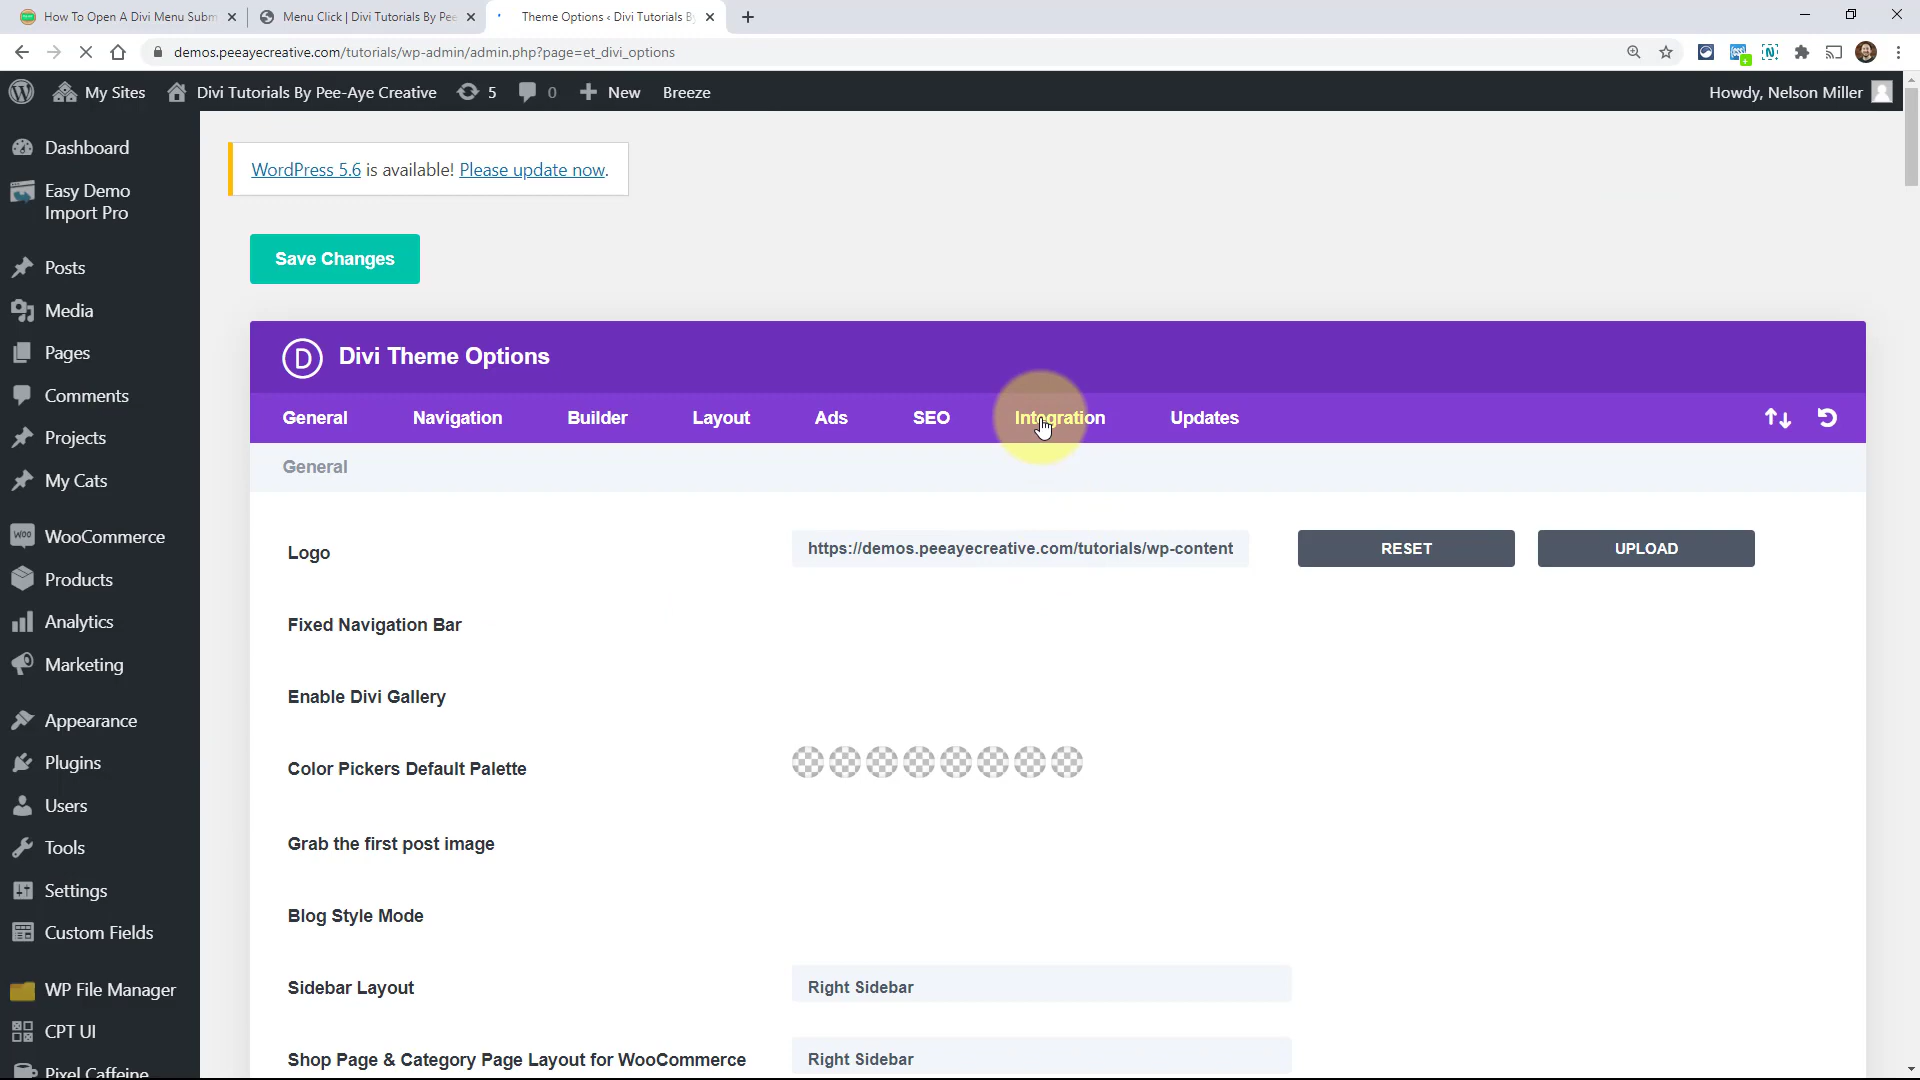 How To Open A Divi Menu Subm
Menu Click | Divi Tutorials By Pee
Theme Options ‹ Divi Tutorials B
demos.peeayecreative.com/tutorials/wp-admin/admin.php?page=et_divi_options
My Sites
Divi Tutorials By Pee-Aye Creative
5
0
New
Breeze
Howdy, Nelson Miller
Dashboard
Easy Demo
Import Pro
Posts
Media
Pages
Comments
Projects
My Cats
WooCommerce
Products
Analytics
Marketing
Appearance
Plugins
Users
Tools
Settings
Custom Fields
WP File Manager
CPT UI
Pixel Caffeine
WordPress 5.6 is available! Please update now.
Save Changes
D
Divi Theme Options
General
Navigation
Builder
Layout
Ads
SEO
Integration
Updates
General
Logo
https://demos.peeayecreative.com/tutorials/wp-content
RESET
UPLOAD
Fixed Navigation Bar
Enable Divi Gallery
Color Pickers Default Palette
Grab the first post image
Blog Style Mode
Sidebar Layout
Right Sidebar
Shop Page & Category Page Layout for WooCommerce
Right Sidebar